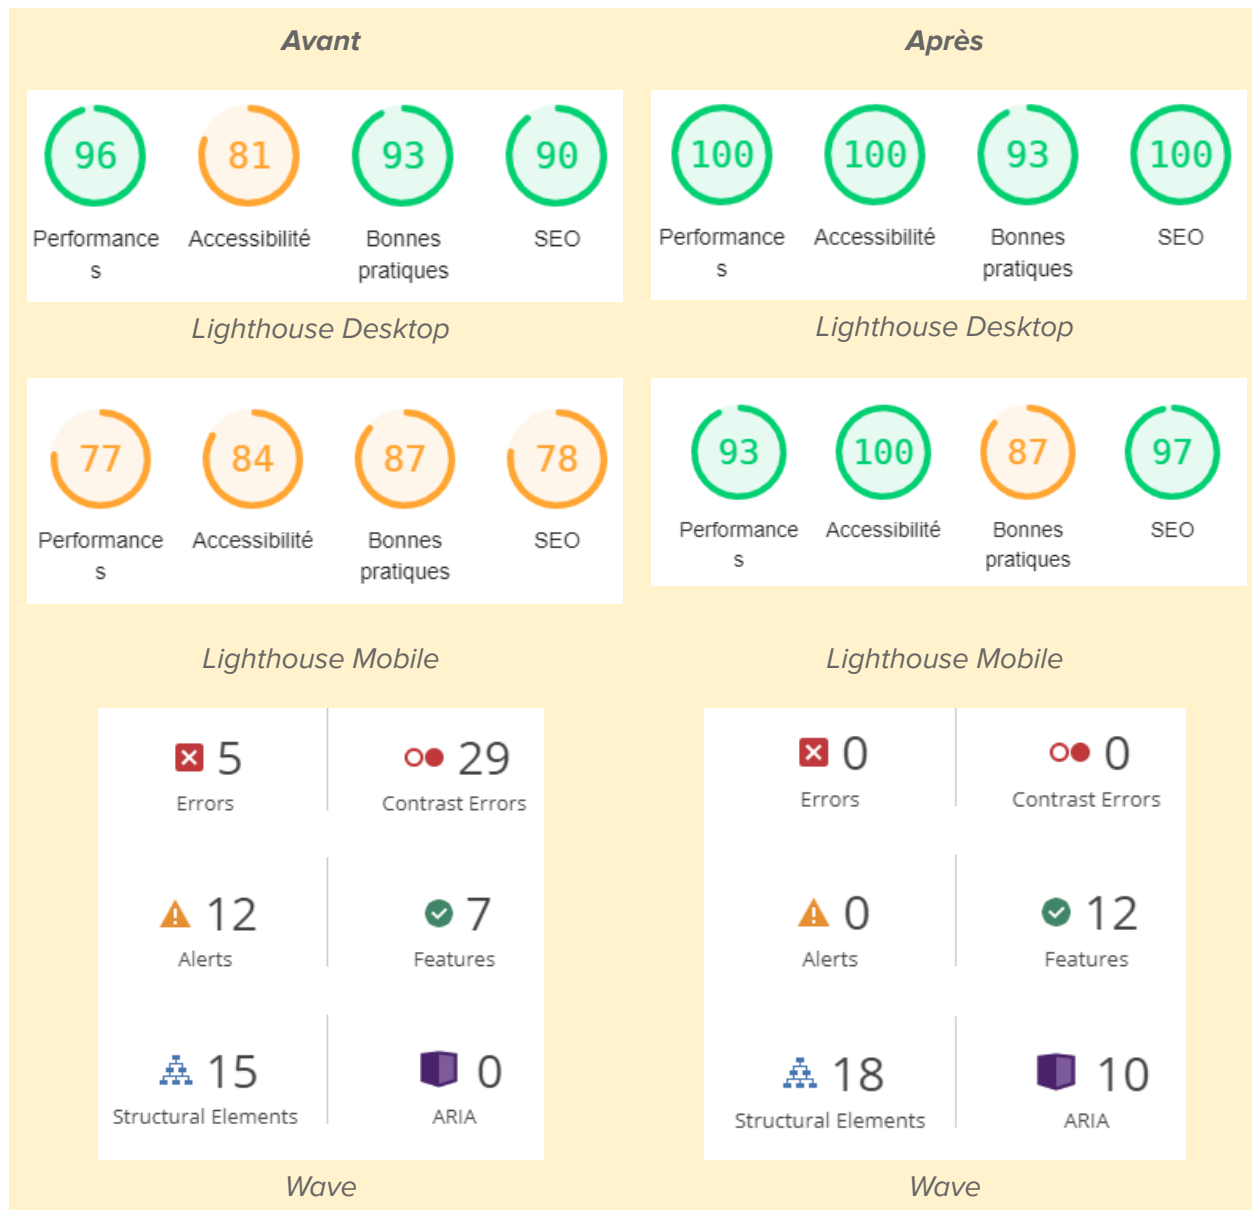 Avant
Après
96 81 93 90
Performance Accessibilité Bonnes SEO
s pratiques
100 100 93 100
Performance Accessibilité Bonnes SEO
s pratiques
Lighthouse Desktop
Lighthouse Desktop
77 84 87 78
Performance Accessibilité Bonnes SEO
s pratiques
93 100 87 97
Performance Accessibilité Bonnes SEO
s pratiques
Lighthouse Mobile
Lighthouse Mobile
5 29
Errors Contrast Errors
12 7
Alerts Features
15 0
Structural Elements ARIA
0 0
Errors Contrast Errors
0 12
Alerts Features
18 10
Structural Elements ARIA
Wave
Wave